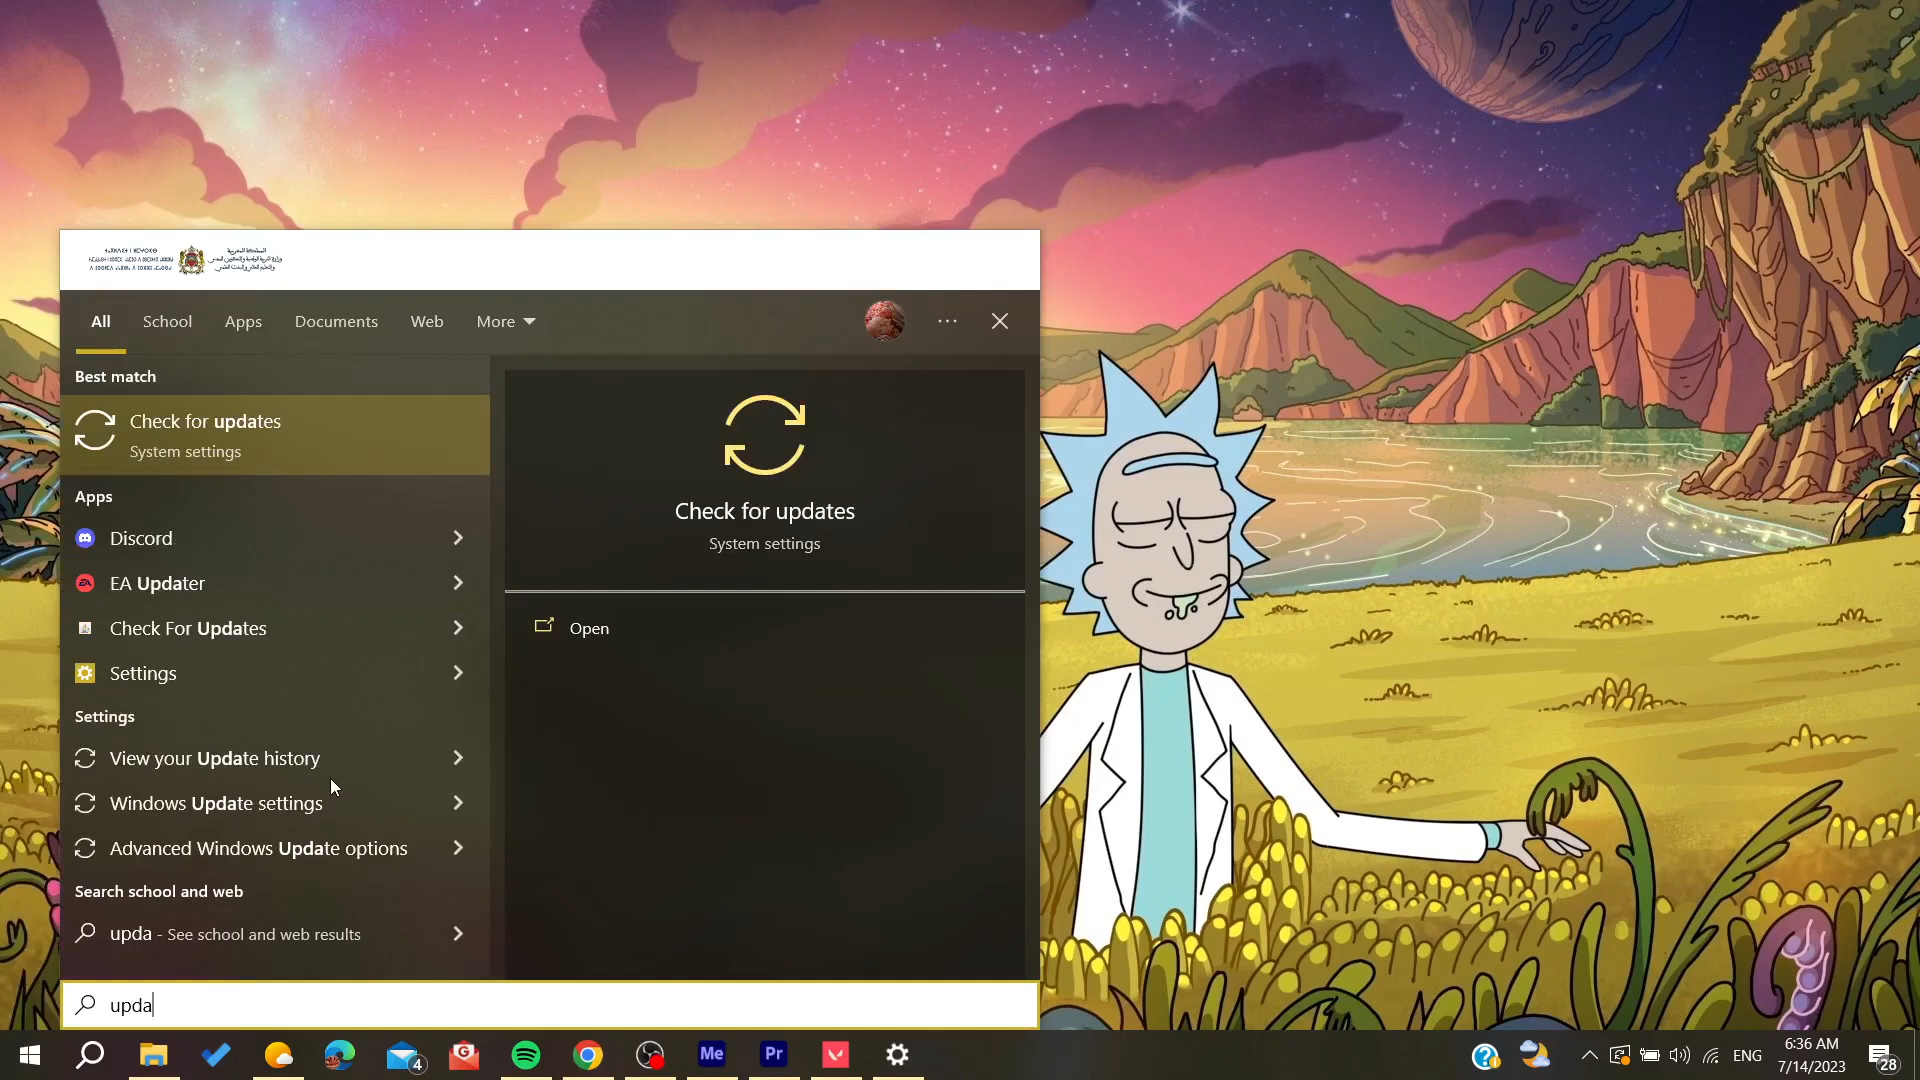 المملكة المغربية
All
School
Apps
Documents
Web
More
Best match
Check for updates
System settings
Apps
Discord
EA Updater
Check For Updates
Settings
Settings
View your Update history
Windows Update settings
Advanced Windows Update options
Search school and web
upda - See school and web results
Check for updates
System settings
Open
upda
4
Me
Pr
ENG
6:36 AM
7/14/2023
28